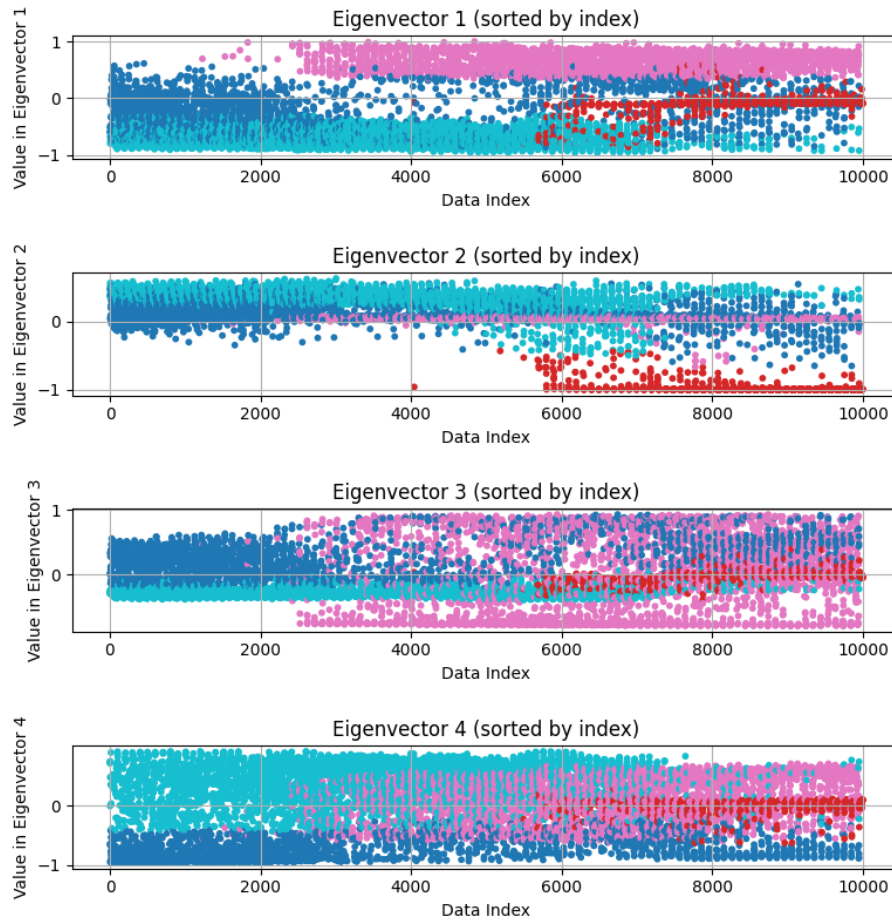 Eigenvector 1 (sorted by index)
Value in Eigenvector 1
1
0
−1
0 2000 4000 6000 8000 10000
Data Index
Eigenvector 2 (sorted by index)
Value in Eigenvector 2
0
−1
0 2000 4000 6000 8000 10000
Data Index
Eigenvector 3 (sorted by index)
Value in Eigenvector 3
1
0
0 2000 4000 6000 8000 10000
Data Index
Eigenvector 4 (sorted by index)
Value in Eigenvector 4
1
0
−1
0 2000 4000 6000 8000 10000
Data Index